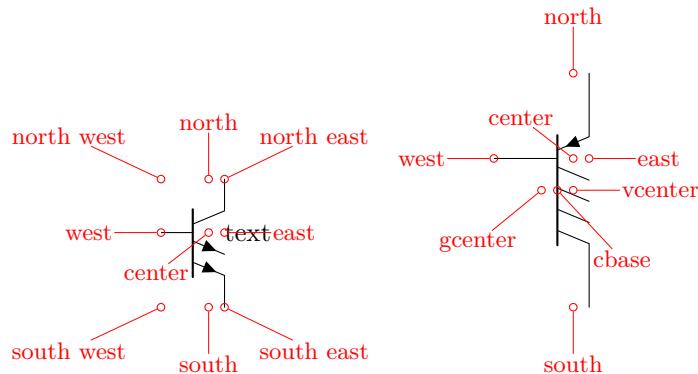 north
center
north
north west
north east
west
east
vcenter
west
text
east
gcenter
cbase
center
south west
south
south east
south